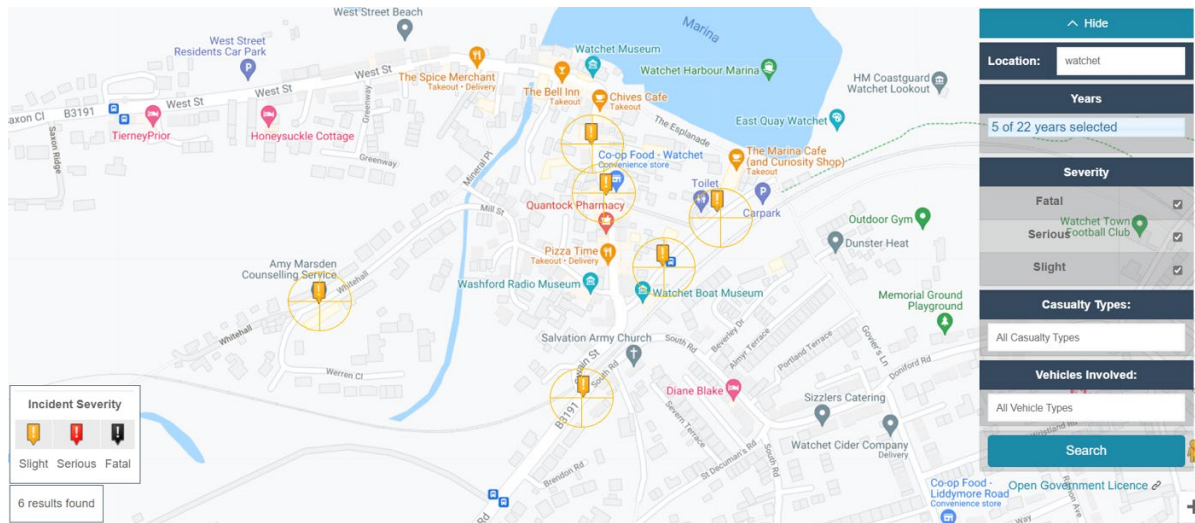 West Street Beach
West Street
Residents Car Park
West St
The Spice Merchant
Takeout • Delivery
Watchet Museum
The Bell Inn
Takeout
Chives Cafe
Takeout
Marina
Watchet Harbour Marina
HM Coastguard
Watchet Lookout
East Quay Watchet
The Esplanade
The Marina Cafe
(and Curiosity Shop)
Takeout
Saxon Cl
B3191
West St
TierneyPrior
Honeysuckle Cottage
Greenway
Greenway
Saxon Ridge
Mineral Pl
Mill St
Co-op Food - Watchet
Convenience store
Quantock Pharmacy
Toilet
Carpark
Outdoor Gym
Dunster Heat
Pizza Time
Takeout • Delivery
Amy Marsden
Counselling Service
Whitehall
Whitehall
Washford Radio Museum
Watchet Boat Museum
Memorial Ground
Playground
Salvation Army Church
South Rd
Beverley Dr
Almyr Terrace
Portland Terrace
Govier's Ln
Doniford Rd
Werren Cl
Swain St
South Rd
B3191
Diane Blake
Severn Terrace
Sizzlers Catering
Watchet Cider Company
Delivery
St Decuman's Rd
South Rd
Brendon Rd
Co-op Food -
Liddymore Road
Convenience store
Way
Hide
Location:
watchet
Years
5 of 22 years selected
Severity
Fatal
Watchet Town
Football Club
Serious
Slight
Casualty Types:
All Casualty Types
Vehicles Involved:
All Vehicle Types
Search
Open Government Licence
Incident Severity
Slight Serious Fatal
6 results found